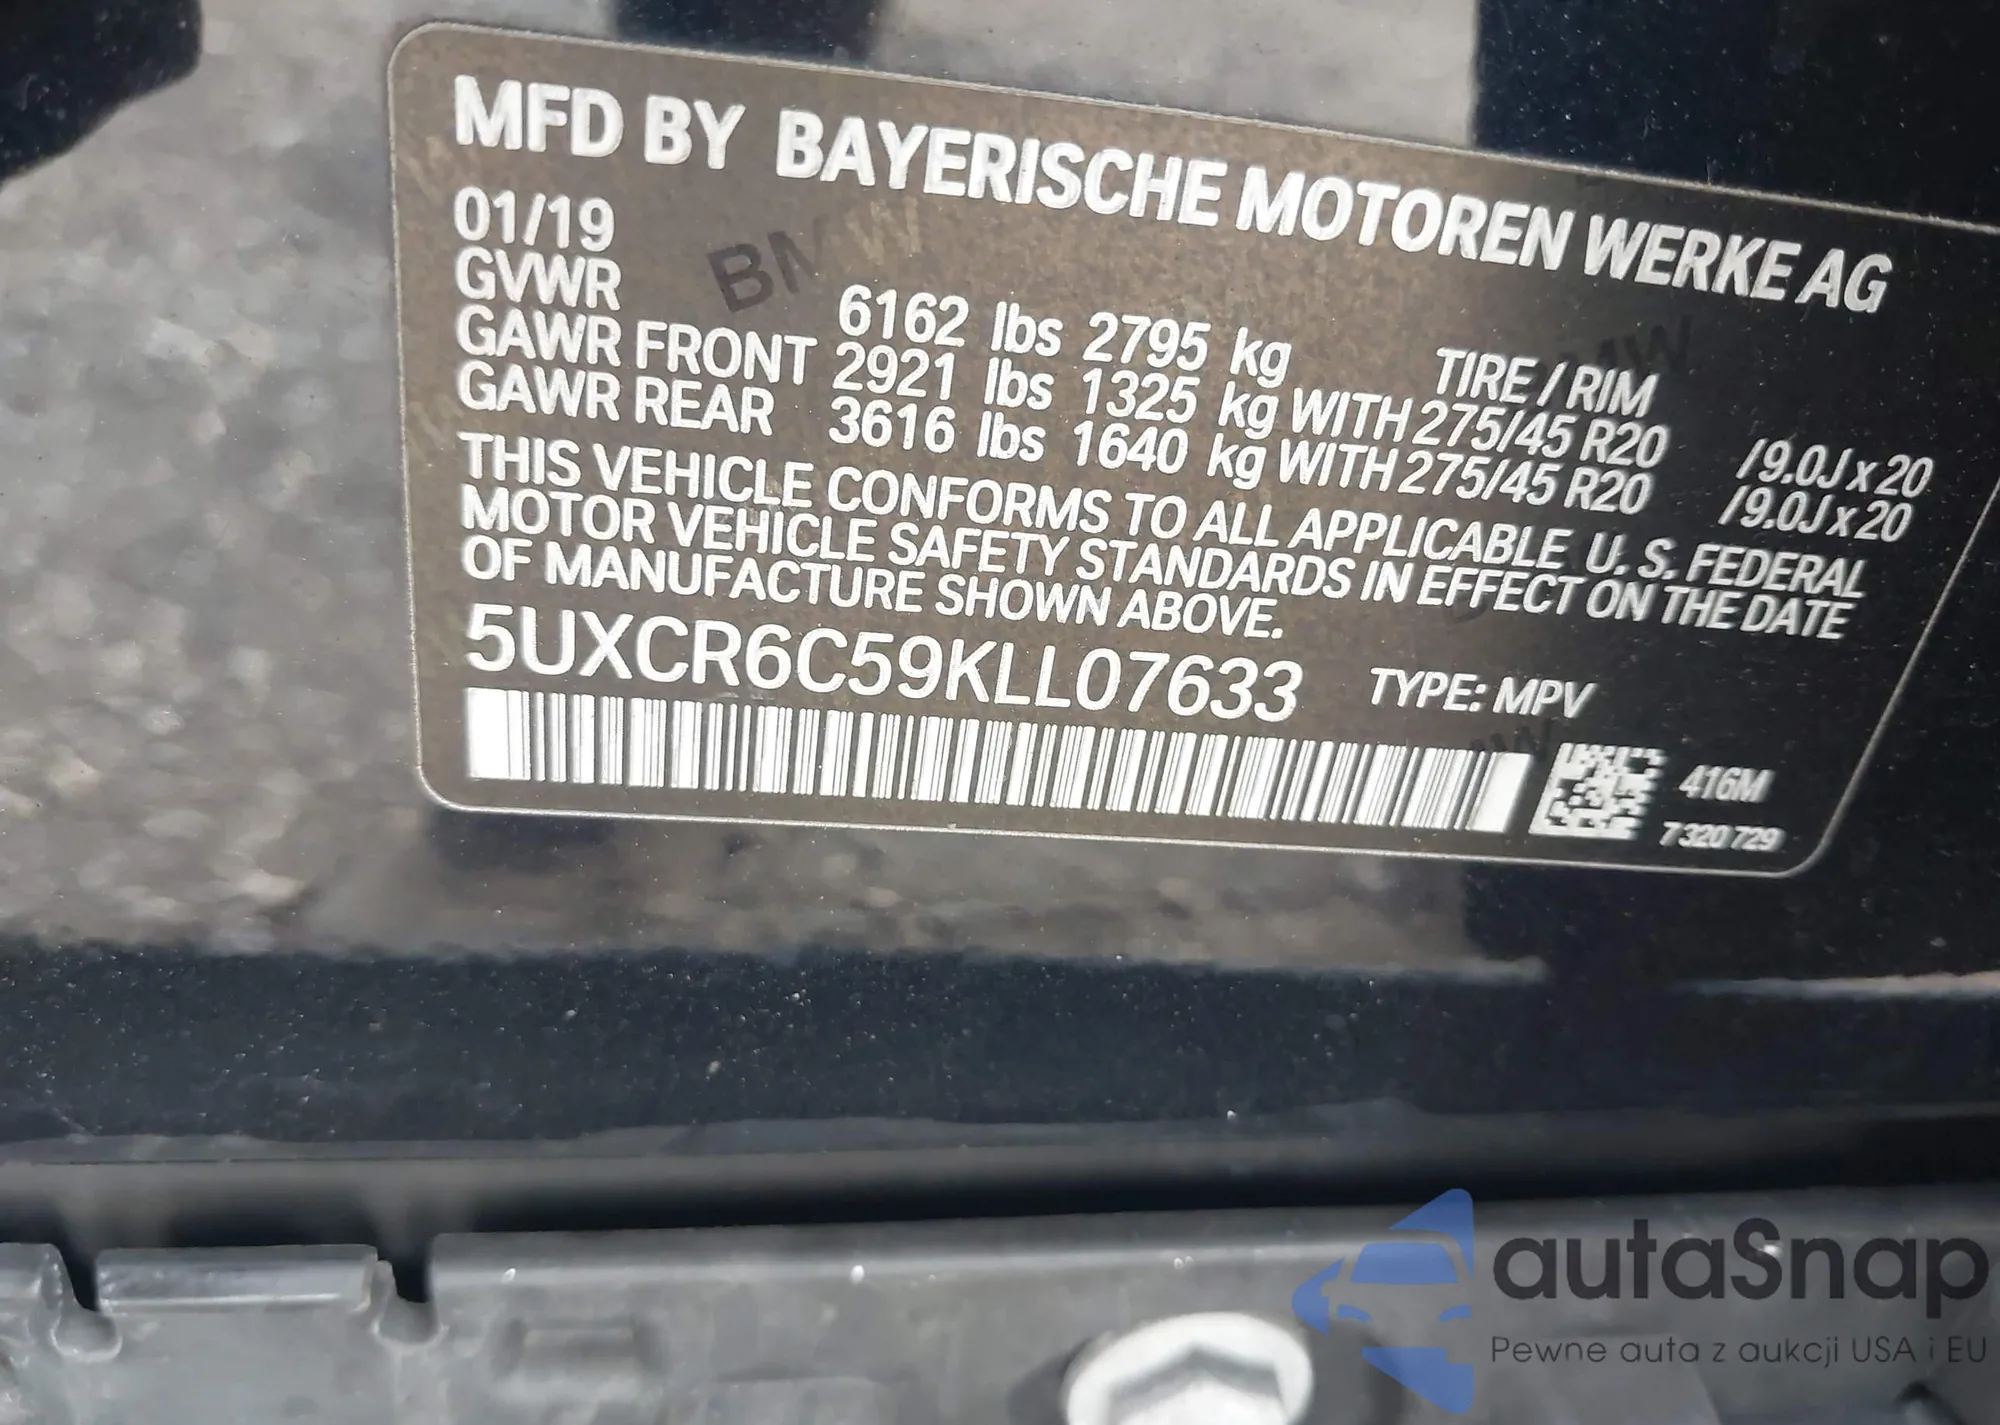 MFD BY BAYERISCHE MOTOREN WERKE AG
01/19
GVWR 6162 lbs 2795 kg TIRE / RIM
GAWR FRONT 2921 lbs 1325 kg WITH 275/45 R20 / 9.0J x 20
GAWR REAR 3616 lbs 1640 kg WITH 275/45 R20 / 9.0J x 20
THIS VEHICLE CONFORMS TO ALL APPLICABLE U. S. FEDERAL
MOTOR VEHICLE SAFETY STANDARDS IN EFFECT ON THE DATE
OF MANUFACTURE SHOWN ABOVE.
5UXCR6C59KLL07633 TYPE: MPV
416M
7 320 729
autaSnap
Pewne auta z aukcji USA i EU